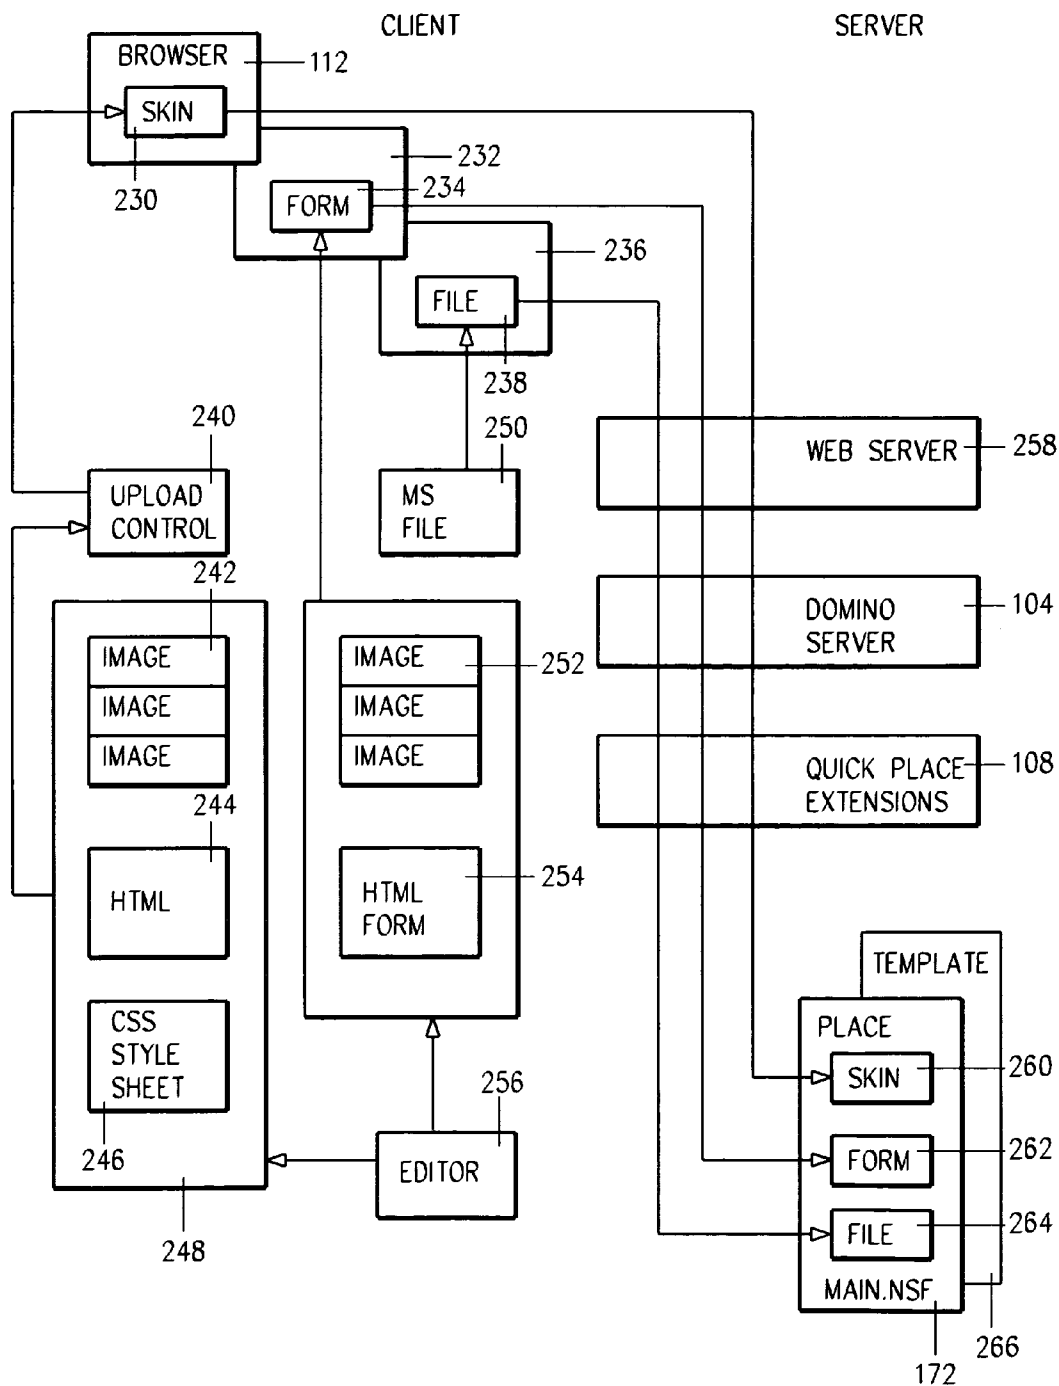 CLIENT
SERVER
BROWSER
112
SKIN
230
232
234
FORM
236
FILE
238
240
250
UPLOAD
CONTROL
MS
FILE
WEB SERVER
258
242
DOMINO
SERVER
104
IMAGE
IMAGE
IMAGE
IMAGE
IMAGE
IMAGE
252
QUICK PLACE
EXTENSIONS
108
244
HTML
HTML
FORM
254
CSS
STYLE
SHEET
246
248
256
EDITOR
TEMPLATE
PLACE
SKIN
260
FORM
262
FILE
264
MAIN.NSF
266
172